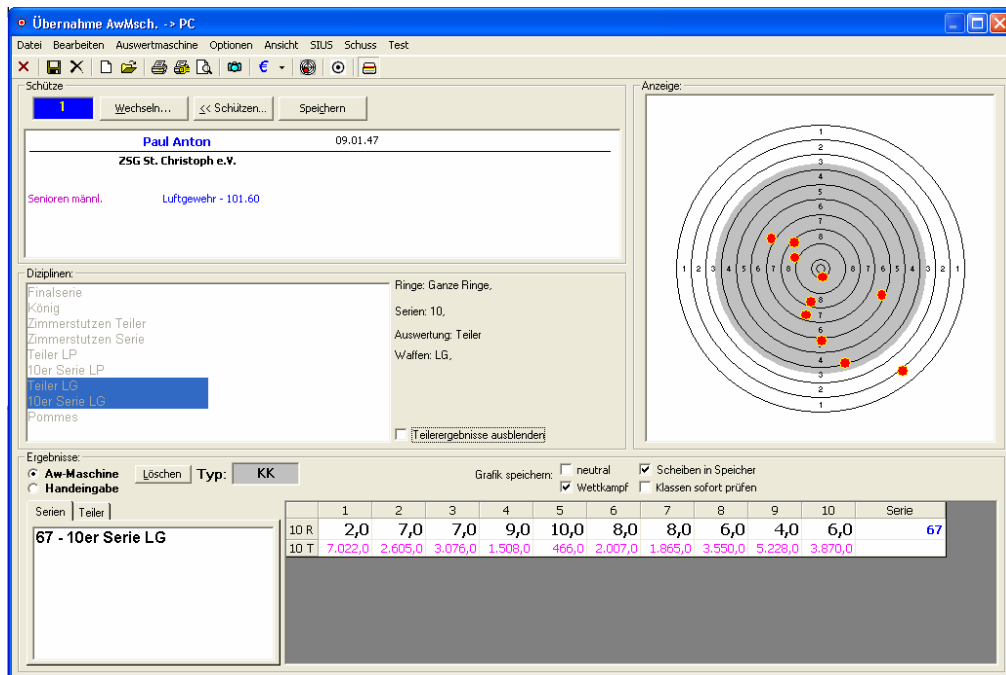 Übernahme AwMsch. -> PC
Datei Bearbeiten Auswertmaschine Optionen Ansicht SIUS Schuss Test
€
Schütze
1 Wechseln... << Schützen... Speichern
Paul Anton 09.01.47
ZSG St. Christoph e.V.
Senioren männl. Luftgewehr - 101.60
Anzeige:
1
2
3
4
5
6
7
8
1 2 3 4 5 6 7 8 8 7 6 5 4 3 2 1
8
7
6
5
4
3
2
1
Diziplinen:
Finalserie
König
Zimmerstutzen Teiler
Zimmerstutzen Serie
Teiler LP
10er Serie LP
Teiler LG
10er Serie LG
Pommes
Ringe: Ganze Ringe,
Serien: 10,
Auswertung: Teiler
Waffen: LG,
Teilerergebnisse ausblenden
Ergebnisse:
Aw-Maschine Löschen Typ: KK
Handeingabe
Grafik speichern: neutral Scheiben in Speicher
Wettkampf Klassen sofort prüfen
Serien Teiler
67 - 10er Serie LG
1 2 3 4 5 6 7 8 9 10 Serie
10 R 2,0 7,0 7,0 9,0 10,0 8,0 8,0 6,0 4,0 6,0 67
10 T 7.022,0 2.605,0 3.076,0 1.508,0 466,0 2.007,0 1.865,0 3.550,0 5.228,0 3.870,0